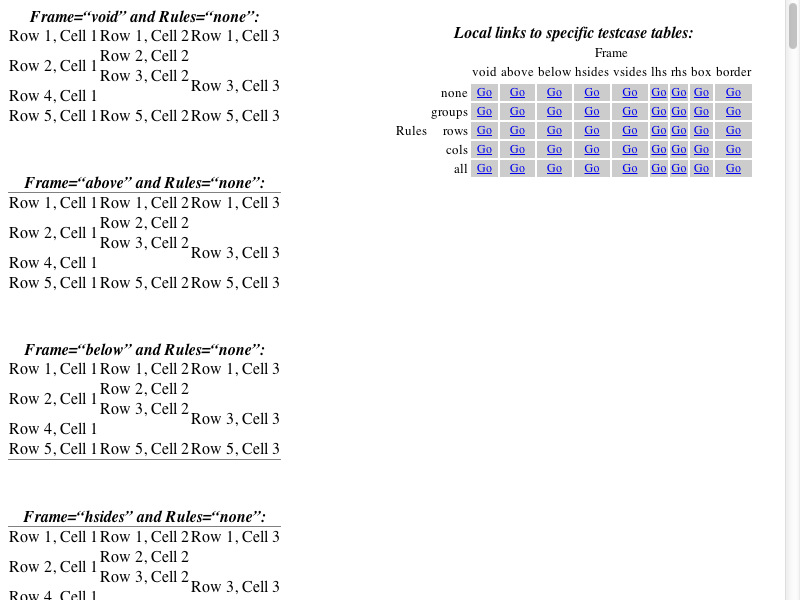 Frame=“void” and Rules=“none”:
Row 1, Cell 1 Row 1, Cell 2 Row 1, Cell 3
Row 2, Cell 2
Row 2, Cell 1
Row 3, Cell 2
Row 3, Cell 3
Row 4, Cell 1
Row 5, Cell 1 Row 5, Cell 2 Row 5, Cell 3
Frame=“above” and Rules=“none”:
Row 1, Cell 1 Row 1, Cell 2 Row 1, Cell 3
Row 2, Cell 2
Row 2, Cell 1
Row 3, Cell 2
Row 3, Cell 3
Row 4, Cell 1
Row 5, Cell 1 Row 5, Cell 2 Row 5, Cell 3
Frame=“below” and Rules=“none”:
Row 1, Cell 1 Row 1, Cell 2 Row 1, Cell 3
Row 2, Cell 2
Row 2, Cell 1
Row 3, Cell 2
Row 3, Cell 3
Row 4, Cell 1
Row 5, Cell 1 Row 5, Cell 2 Row 5, Cell 3
Frame=“hsides” and Rules=“none”:
Row 1, Cell 1 Row 1, Cell 2 Row 1, Cell 3
Row 2, Cell 2
Row 2, Cell 1
Row 3, Cell 2
Row 3, Cell 3
Row 4, Cell 1
Local links to specific testcase tables:
Frame
void above below hsides vsides lhs rhs box border
none Go Go Go Go Go Go Go Go Go
groups Go Go Go Go Go Go Go Go Go
Rules rows Go Go Go Go Go Go Go Go Go
cols Go Go Go Go Go Go Go Go Go
all Go Go Go Go Go Go Go Go Go